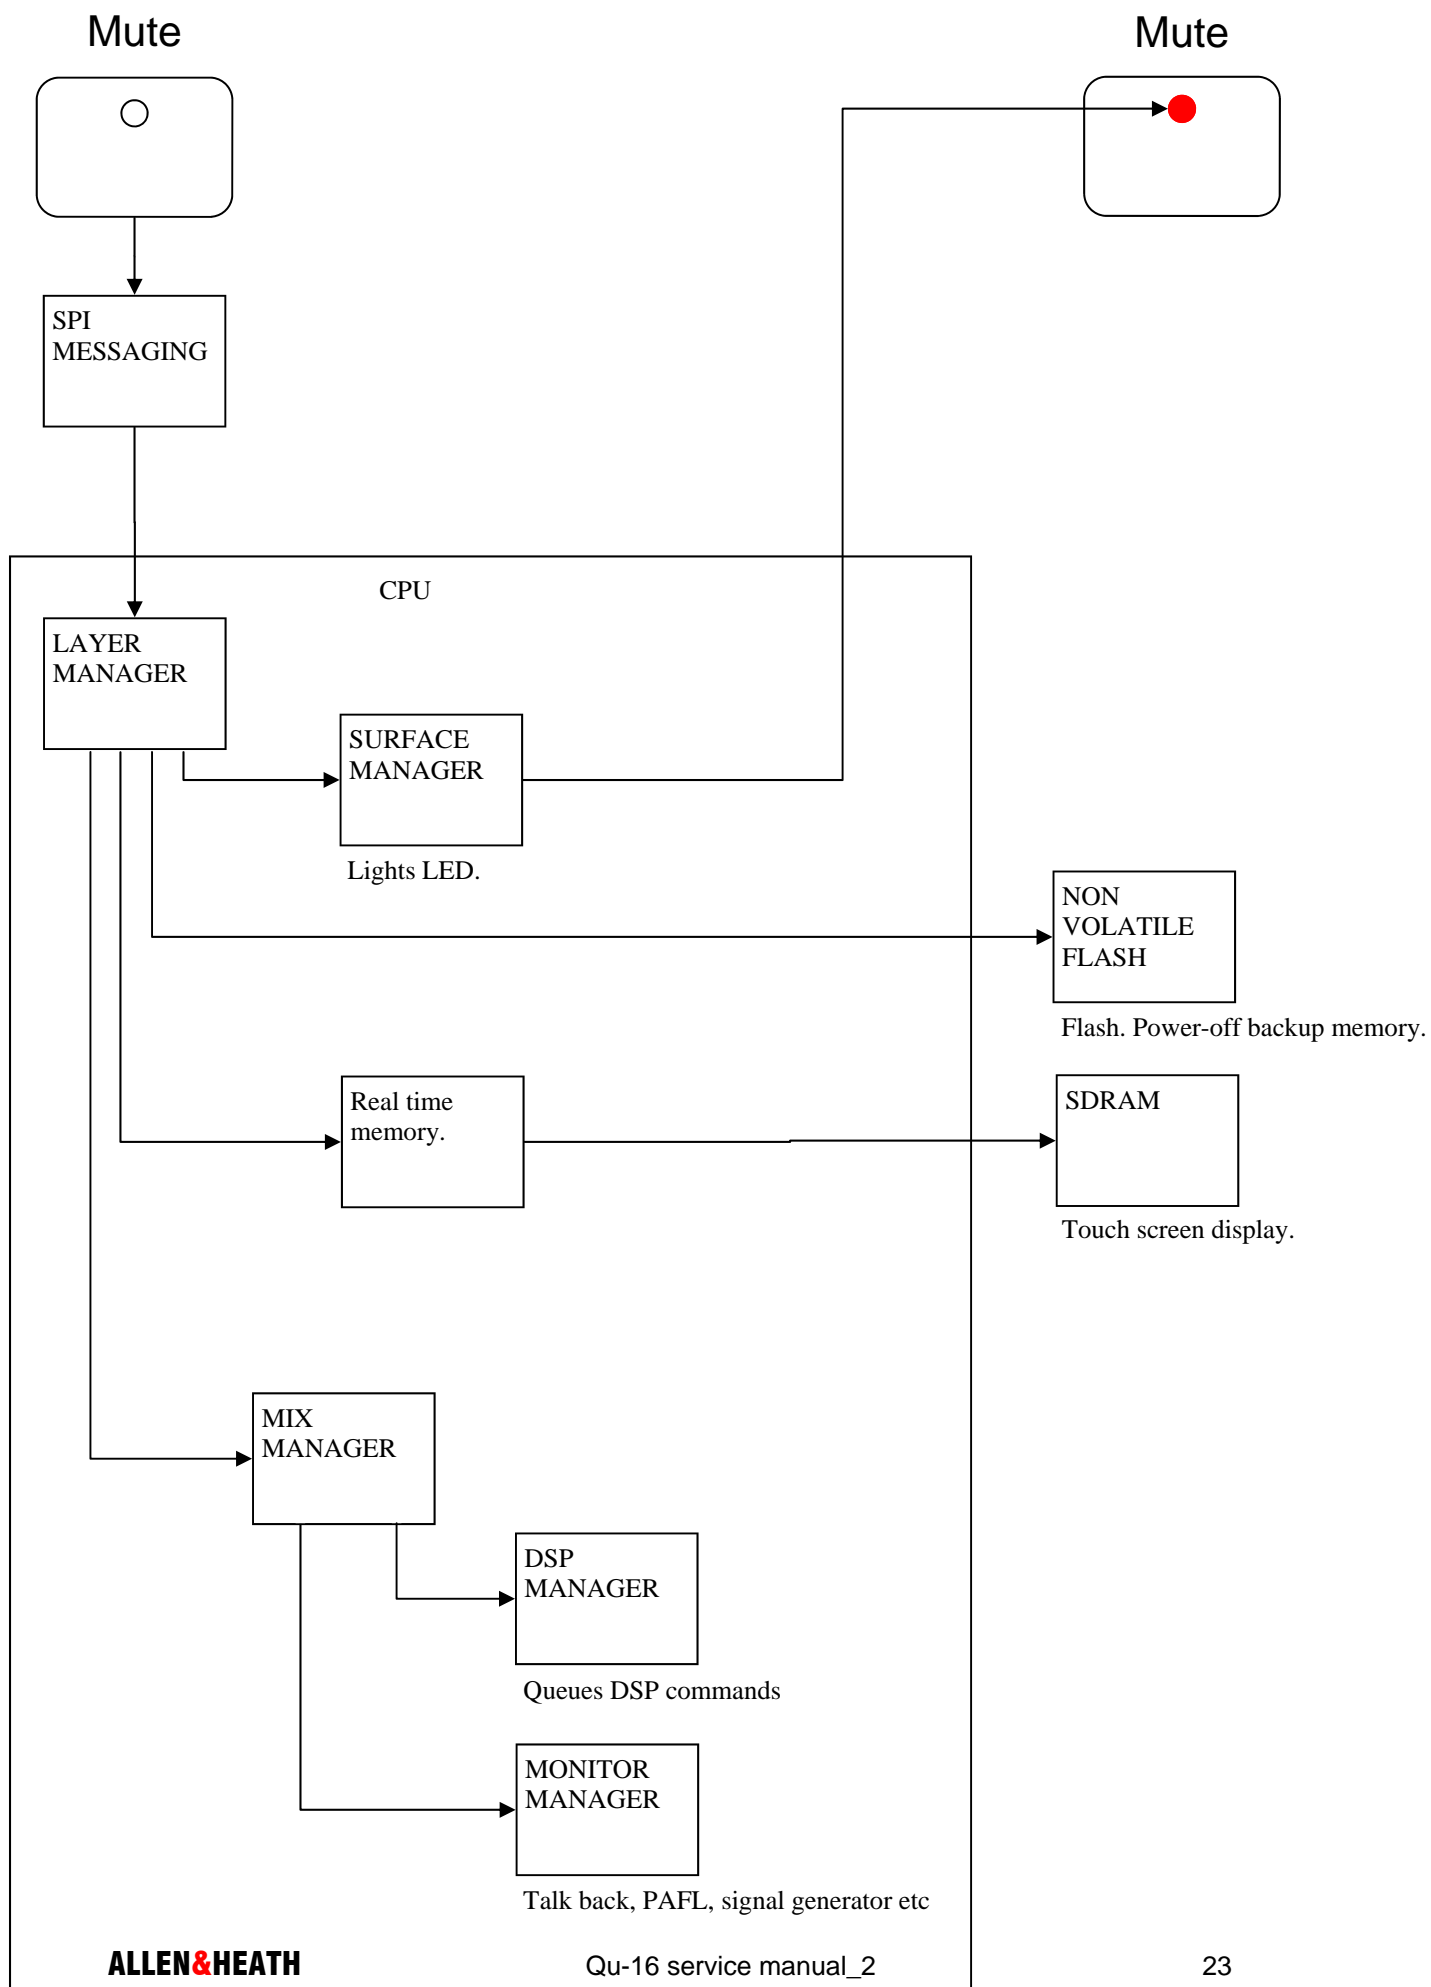 Mute
Mute
SPI
MESSAGING
CPU
LAYER
MANAGER
SURFACE
MANAGER
Lights LED.
NON
VOLATILE
FLASH
Flash. Power-off backup memory.
Real time
memory.
SDRAM
Touch screen display.
MIX
MANAGER
DSP
MANAGER
Queues DSP commands
MONITOR
MANAGER
Talk back, PAFL, signal generator etc
ALLEN&HEATH
Qu-16 service manual_2
23